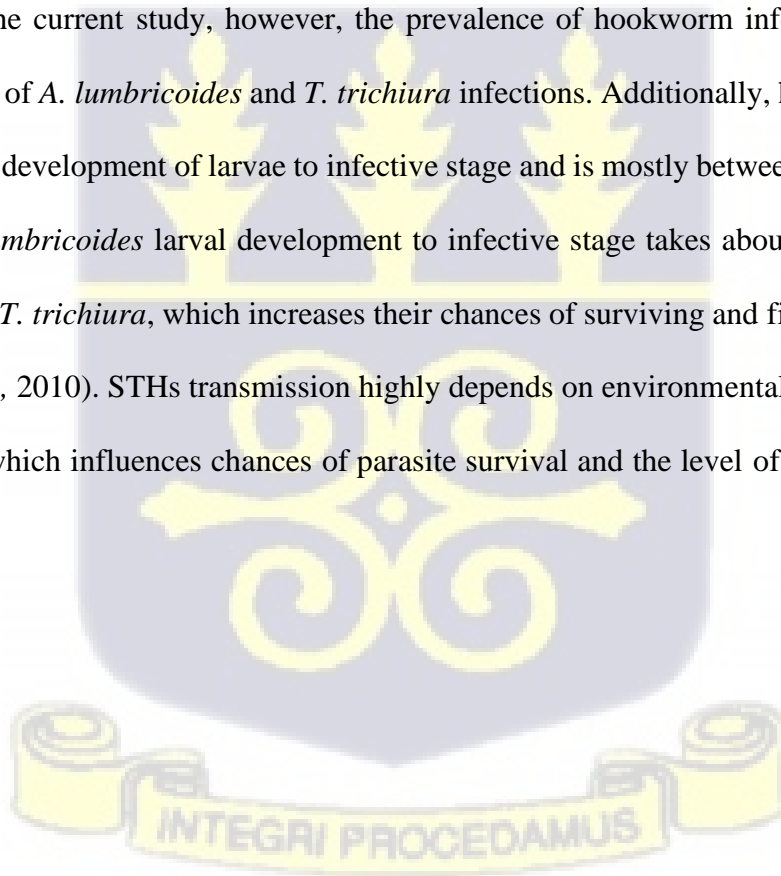 he current study, however, the prevalence of hookworm inf
of A. lumbricoides and T. trichiura infections. Additionally,
development of larvae to infective stage and is mostly betwee
mbricoides larval development to infective stage takes abou
T. trichiura, which increases their chances of surviving and fi
, 2010). STHs transmission highly depends on environmental
which influences chances of parasite survival and the level of
INTEGRI PROCEDAMUS